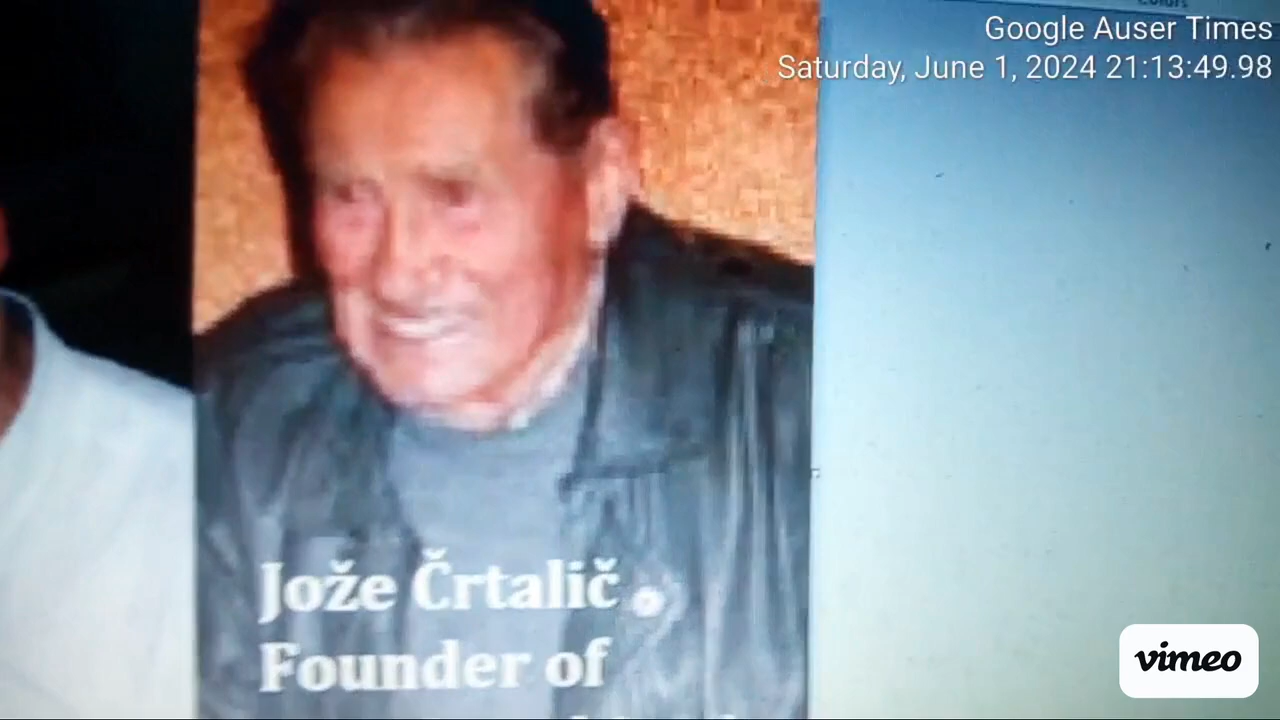 Google Auser Times
Saturday, June 1, 2024 21:13:49.98
Jože Črtalič
Founder of
vimeo